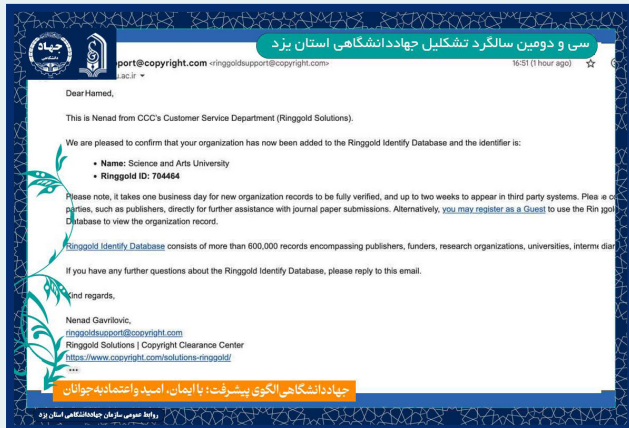 سی و دومین سالگرد تشکلیل جهاددانشگاهی استان یزد
جهاد
دانشگاهی
port@copyright.com <ringgoldsupport@copyright.com>
16:51 (1 hour ago)
u.ac.ir
Dear Hamed,
This is Nenad from CCC's Customer Service Department (Ringgold Solutions).
We are pleased to confirm that your organization has now been added to the Ringgold Identify Database and the identifier is:
• Name: Science and Arts University
• Ringgold ID: 704464
Please note, it takes one business day for new organization records to be fully verified, and up to two weeks to appear in third party systems. Plea
parties, such as publishers, directly for further assistance with journal paper submissions. Alternatively, you may register as a Guest to use the Rin gol
Database to view the organization record.
Ringgold Identify Database consists of more than 600,000 records encompassing publishers, funders, research organizations, universities, interme diar
If you have any further questions about the Ringgold Identify Database, please reply to this email.
Kind regards,
Nenad Gavrilovic,
ringgoldsupport@copyright.com
Ringgold Solutions | Copyright Clearance Center
https://www.copyright.com/solutions-ringgold/
جهاددانشگاهی الگوی پیشرفت؛ با ایمان، امید و اعتماد به جوانان
روابط عمومی سازمان جهاددانشگاهی استان یزد